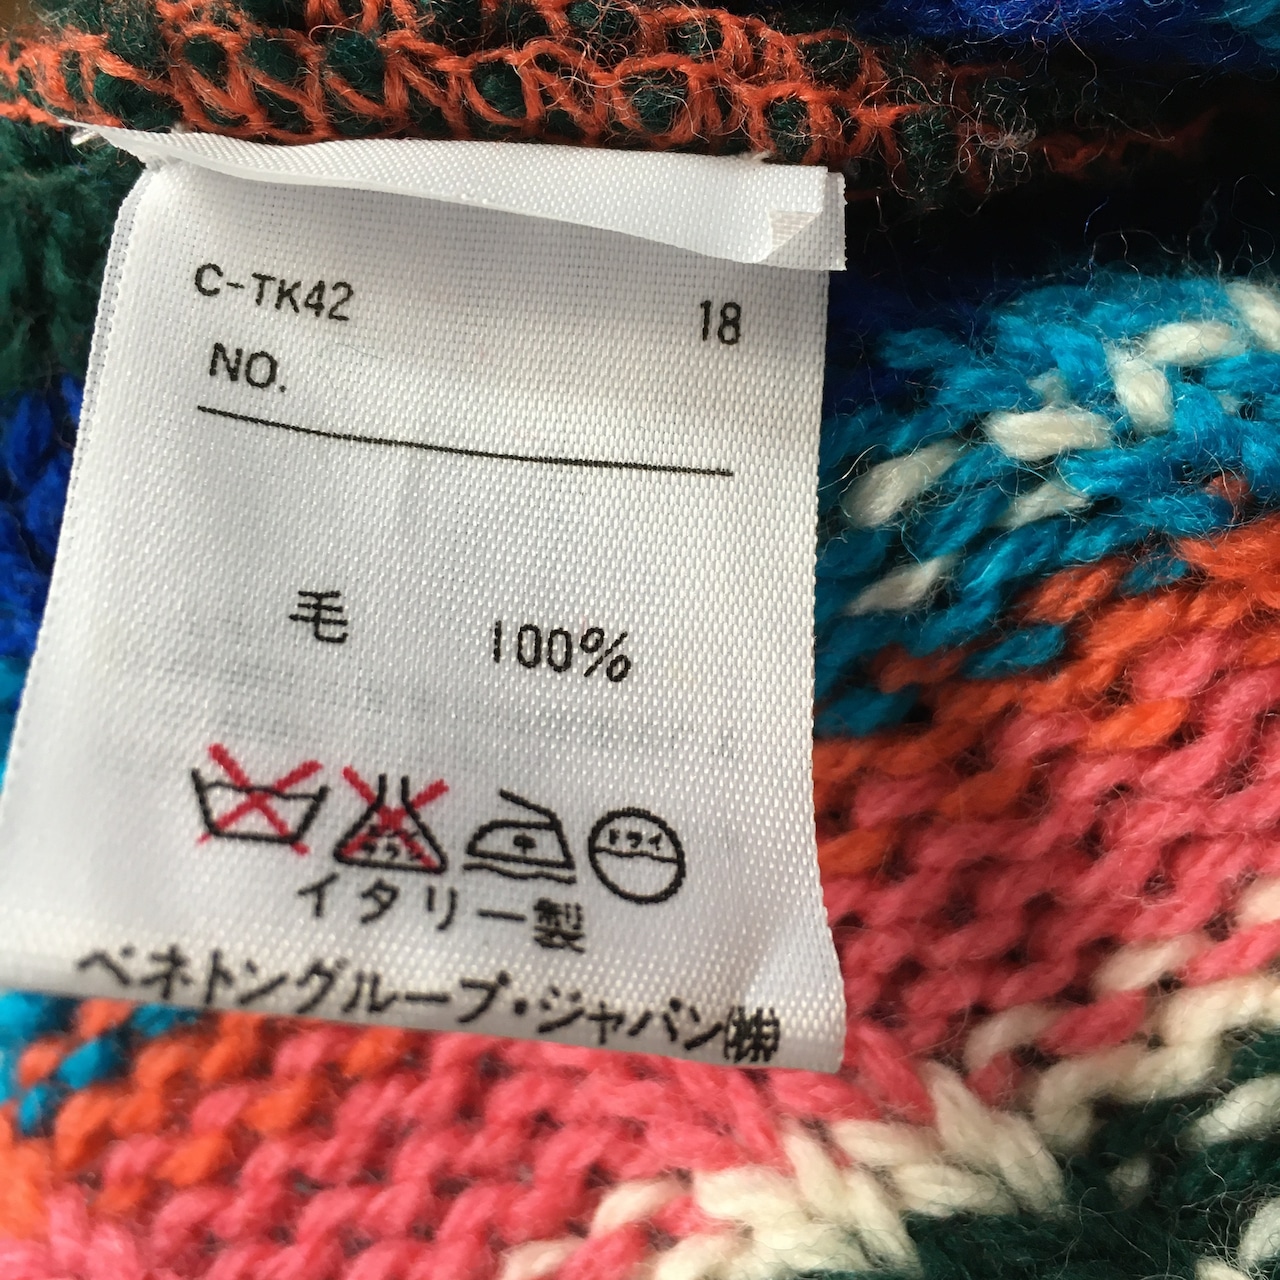 C-TK42 18
NO.
毛 100%
中 ドライ
イタリー製
ベネトングループ・ジャパン㈱